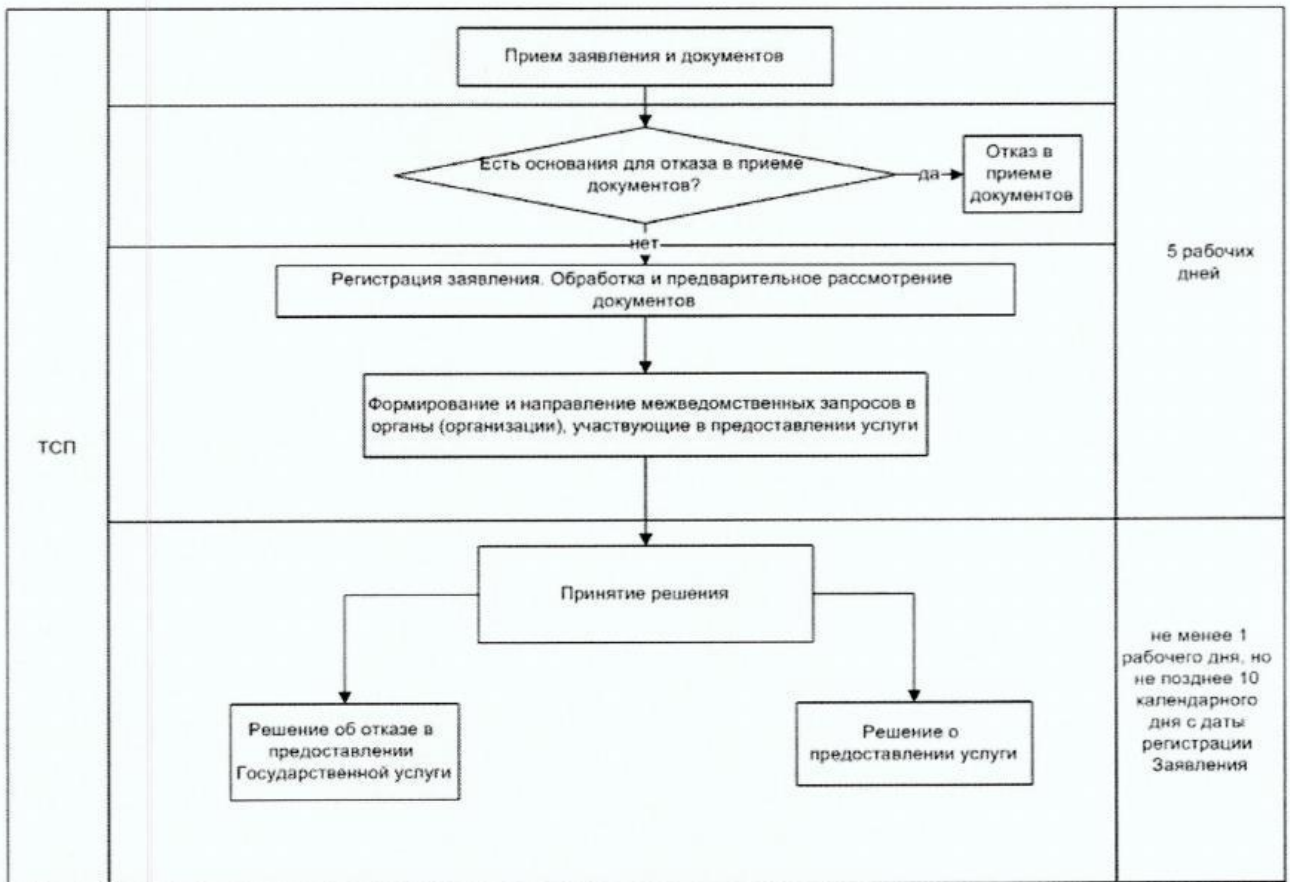 Прием заявления и документов
Есть основания для отказа в приеме
документов?
да
Отказ в
приеме
документов
нет
5 рабочих
дней
Регистрация заявления. Обработка и предварительное рассмотрение
документов
Формирование и направление межведомственных запросов в
органы (организации), участвующие в предоставлении услуги
ТСП
Принятие решения
Решение об отказе в
предоставлении
Государственной услуги
Решение о
предоставлении услуги
не менее 1
рабочего дня, но
не позднее 10
календарного
дня с даты
регистрации
Заявления